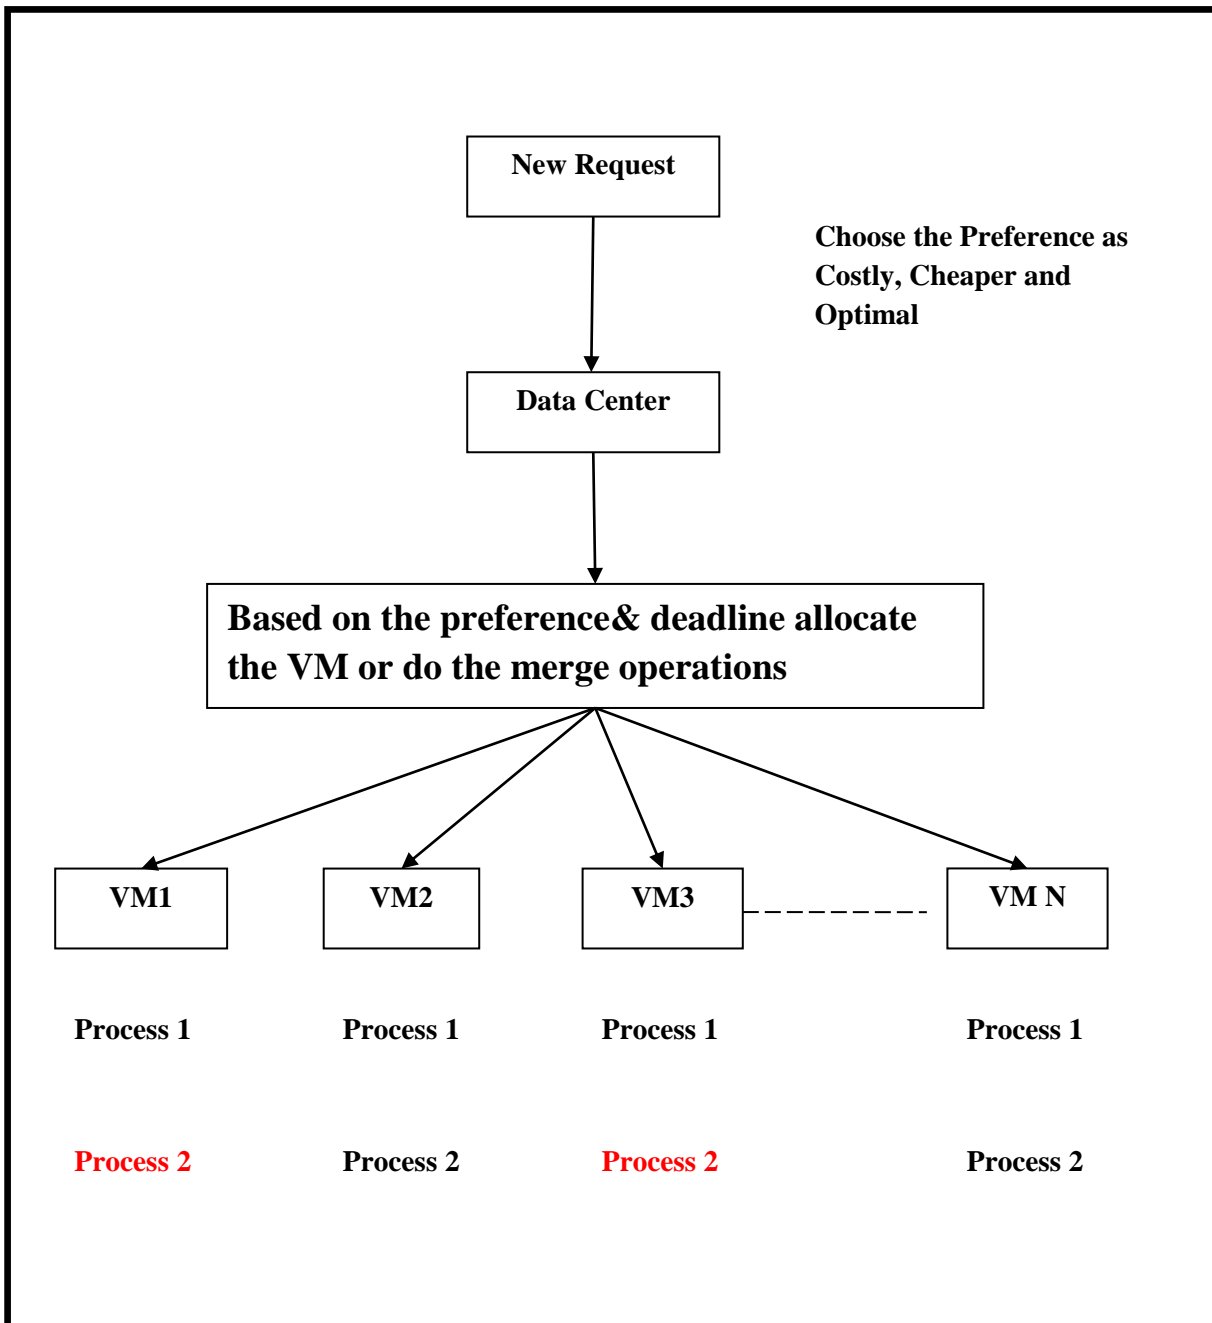 New Request
Choose the Preference as
Costly, Cheaper and
Optimal
Data Center
Based on the preference& deadline allocate
the VM or do the merge operations
VM1
VM2
VM3
VM N
Process 1
Process 1
Process 1
Process 1
Process 2
Process 2
Process 2
Process 2